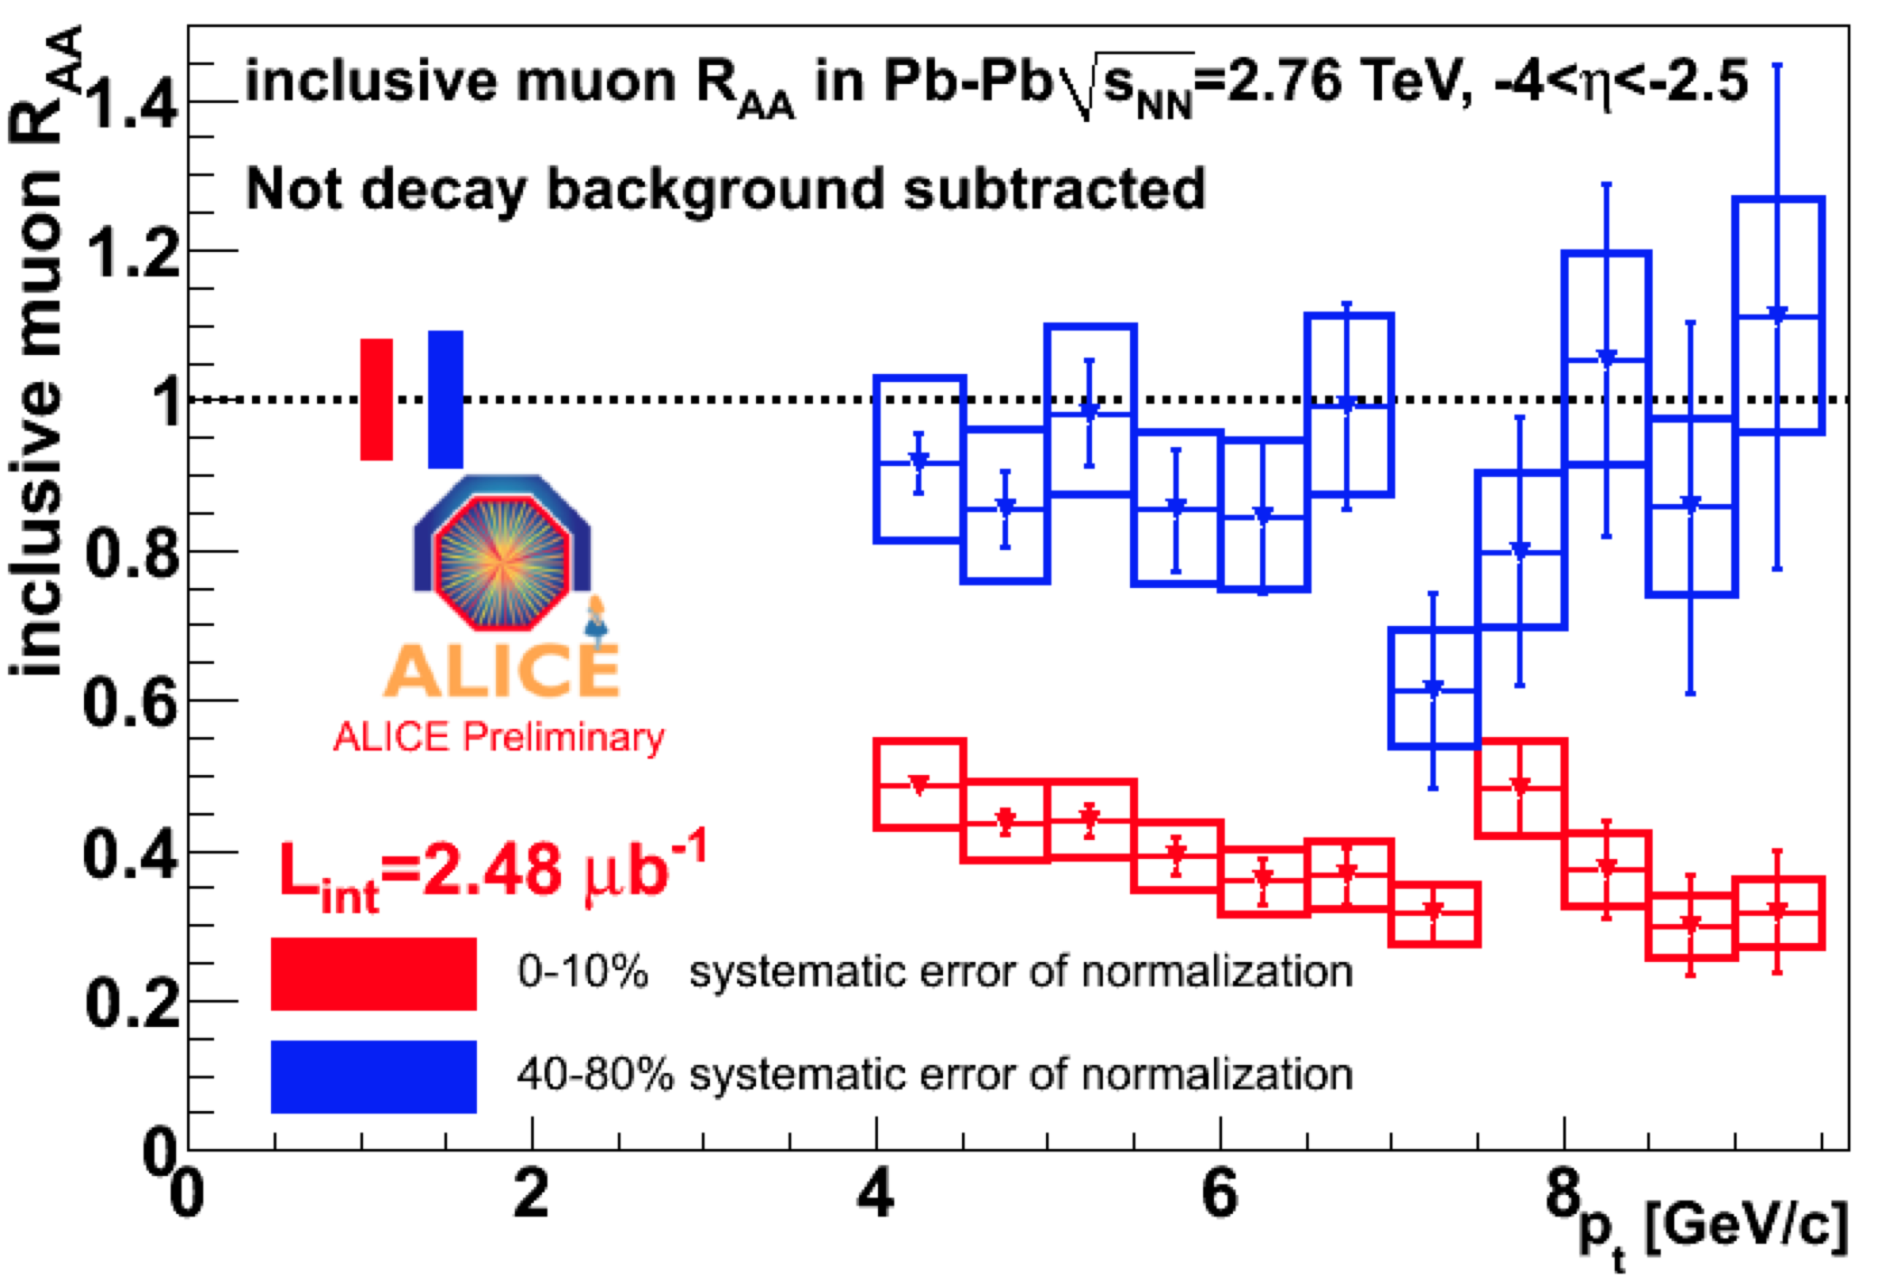 inclusive muon R_AA
inclusive muon R_AA in Pb-Pb √s_NN=2.76 TeV, -4<η<-2.5
Not decay background subtracted
1.4
1.2
1
0.8
0.6
0.4
0.2
0
ALICE
ALICE Preliminary
L_int=2.48 μb^-1
0-10% systematic error of normalization
40-80% systematic error of normalization
0 2 4 6 8
p_t [GeV/c]